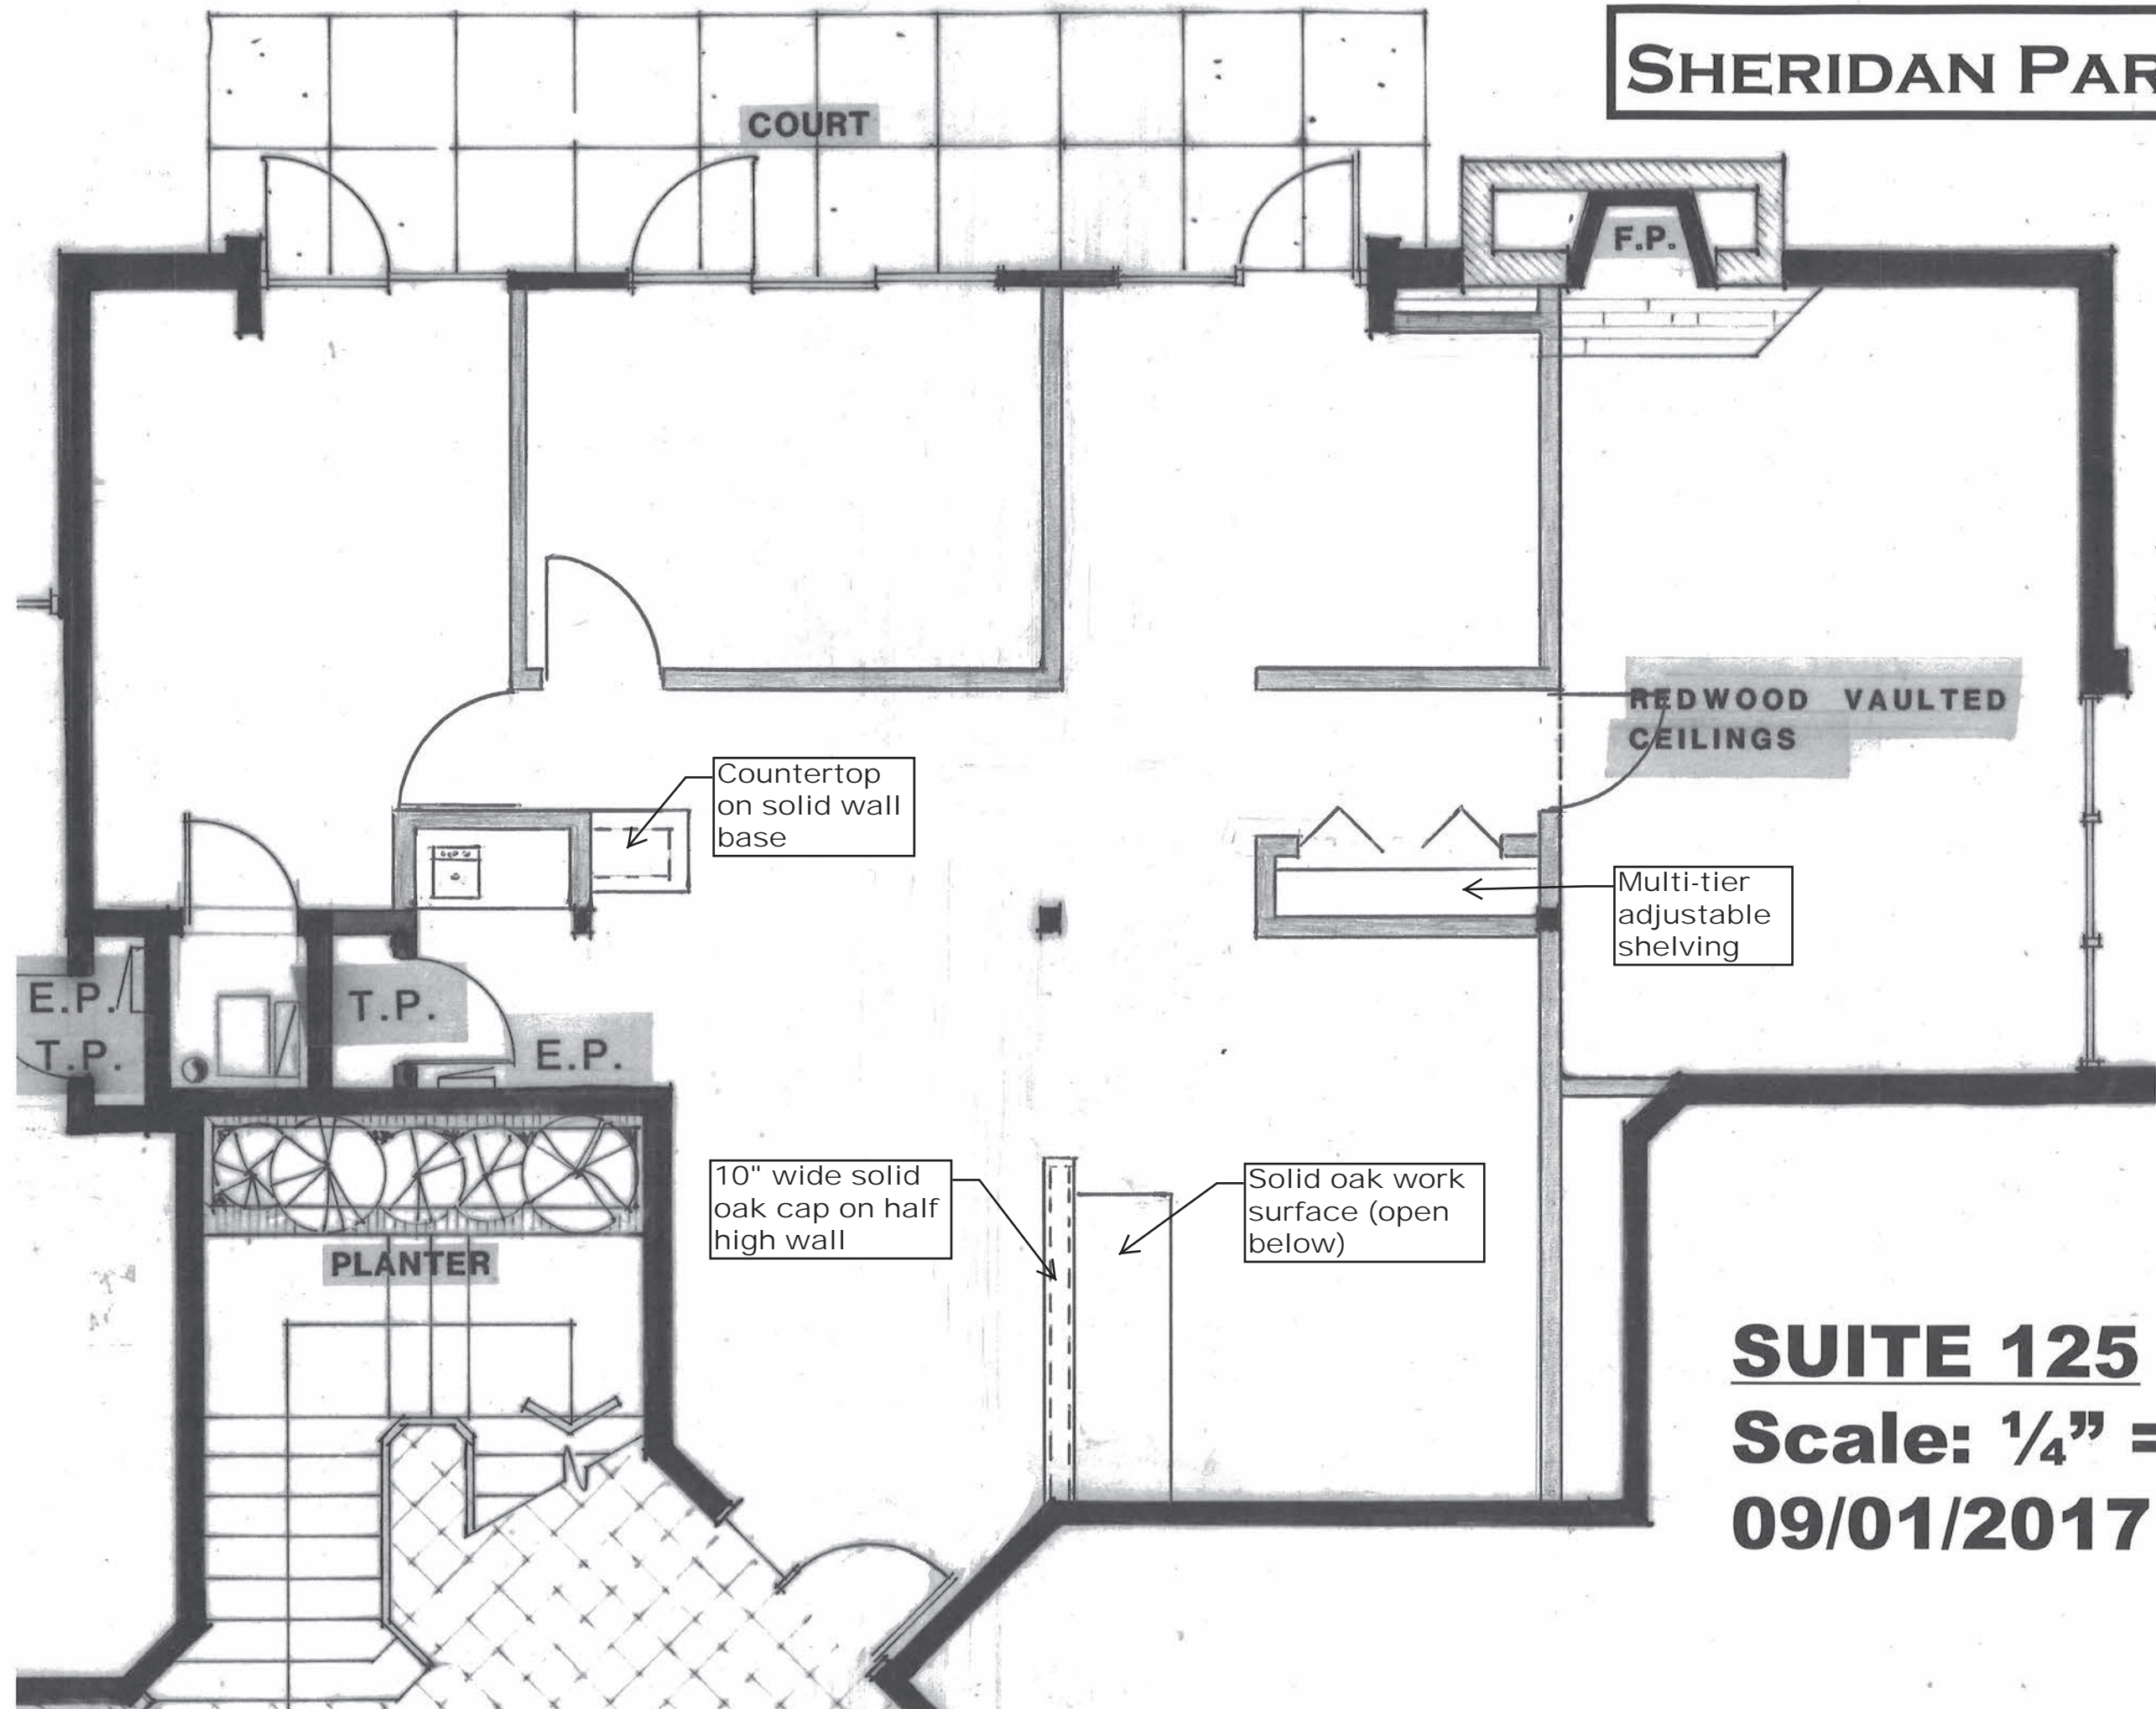 SHERIDAN PAR
COURT
F.P.
REDWOOD VAULTED
CEILINGS
Countertop
on solid wall
base
Multi-tier
adjustable
shelving
E.P.
T.P.
T.P.
E.P.
10" wide solid
oak cap on half
high wall
Solid oak work
surface (open
below)
PLANTER
SUITE 125
Scale: ¼” =
09/01/2017